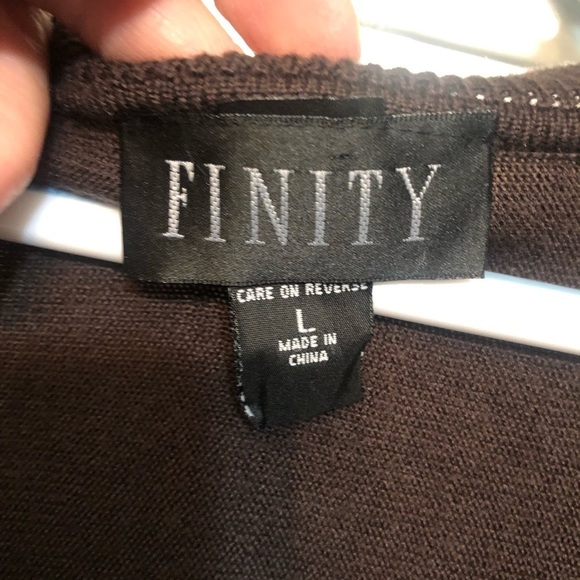 FINITY
CARE ON REVERSE
L
MADE IN
CHINA